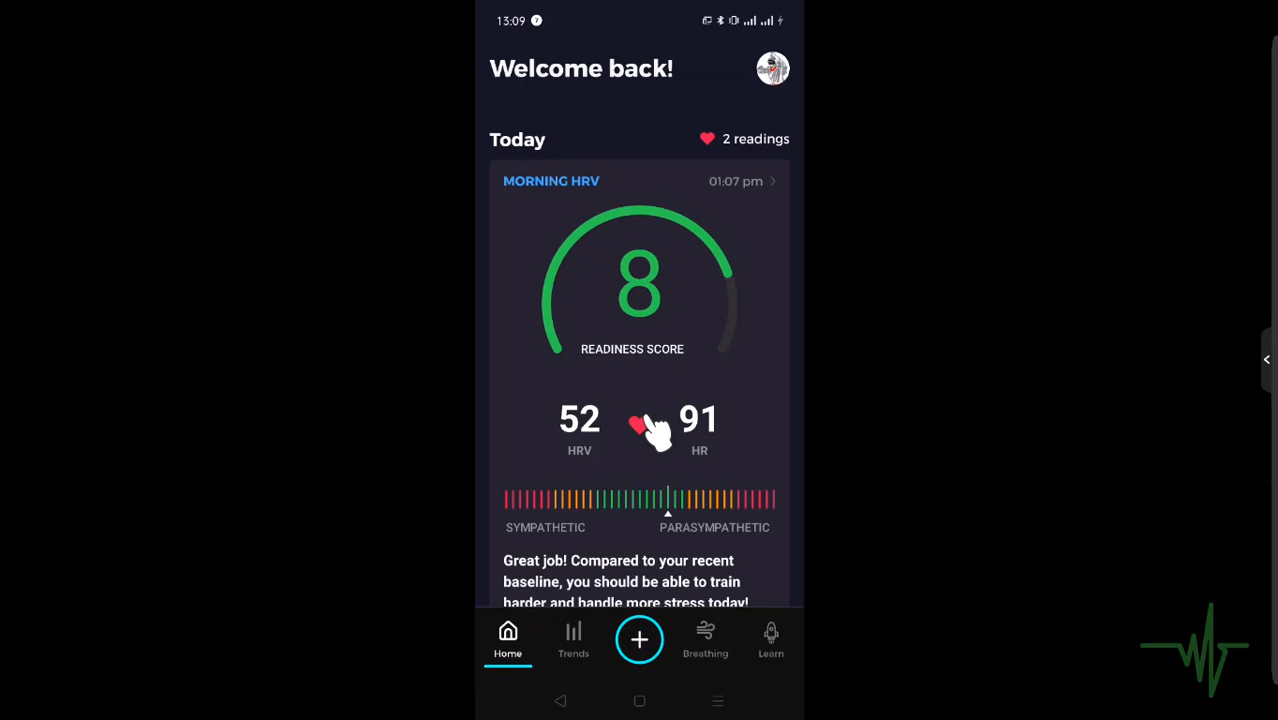 13:09
Welcome back!
Today
2 readings
MORNING HRV
01:07 pm
8
READINESS SCORE
52
91
HRV
HR
SYMPATHETIC
PARASYMPATHETIC
Great job! Compared to your recent
baseline, you should be able to train
harder and handle more stress today!
Home
Trends
Breathing
Learn